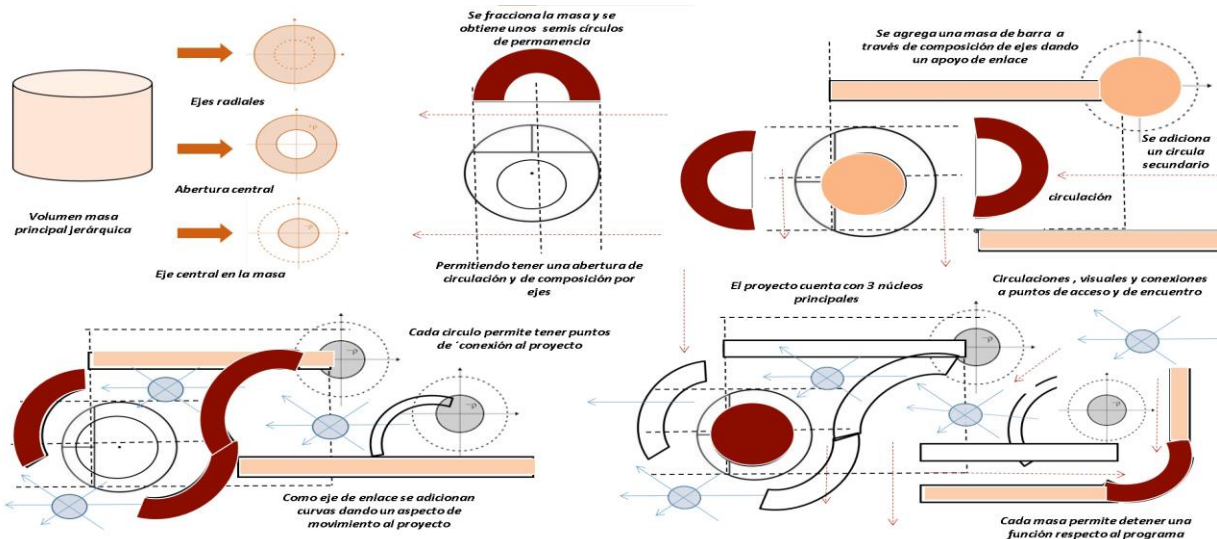 Se fracciona la masa y se
obtiene unos semis círculos
de permanencia
Se agrega una masa de barra a
través de composición de ejes dando
un apoyo de enlace
Ejes radiales
Abertura central
Volumen masa
principal jerárquica
Eje central en la masa
Se adiciona
un circula
secundario
circulación
Permitiendo tener una abertura de
circulación y de composición por
ejes
El proyecto cuenta con 3 núcleos
principales
Circulaciones , visuales y conexiones
a puntos de acceso y de encuentro
Cada circulo permite tener puntos
de ´conexión al proyecto
Como eje de enlace se adicionan
curvas dando un aspecto de
movimiento al proyecto
Cada masa permite detener una
función respecto al programa